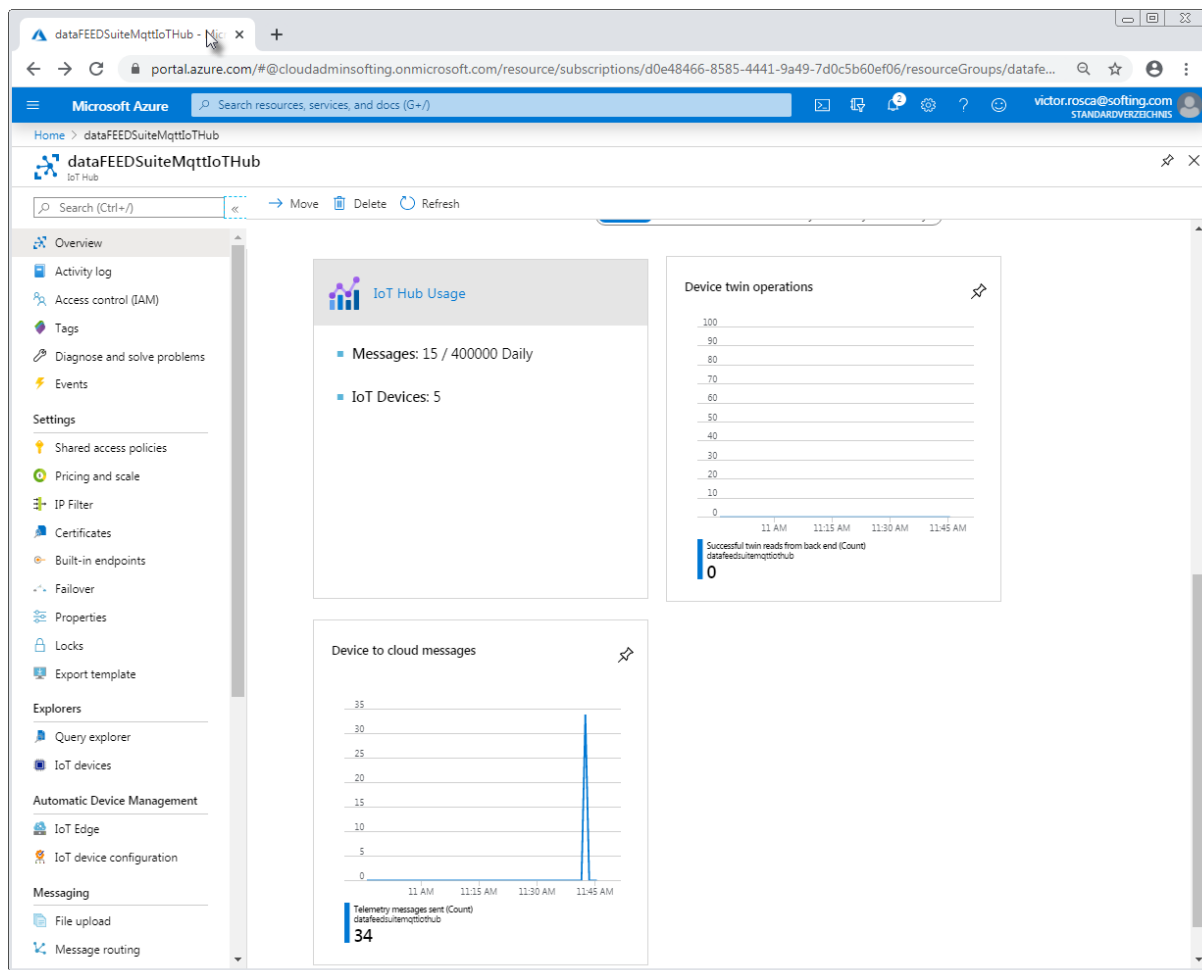 dataFEEDSuiteMqttIoTHub - Mic
portal.azure.com/#@cloudadminsofting.onmicrosoft.com/resource/subscriptions/d0e48466-8585-4441-9a49-7d0c5b60ef06/resourceGroups/datafe...
Microsoft Azure
Search resources, services, and docs (G+/)
2
victor.rosca@softing.com
STANDARDVERZEICHNIS
Home > dataFEEDSuiteMqttIoTHub
dataFEEDSuiteMqttIoTHub
IoT Hub
Search (Ctrl+/)
«
Move Delete Refresh
Overview
Activity log
Access control (IAM)
Tags
Diagnose and solve problems
Events
Settings
Shared access policies
Pricing and scale
IP Filter
Certificates
Built-in endpoints
Failover
Properties
Locks
Export template
Explorers
Query explorer
IoT devices
Automatic Device Management
IoT Edge
IoT device configuration
Messaging
File upload
Message routing
IoT Hub Usage
Messages: 15 / 400000 Daily
IoT Devices: 5
Device twin operations
100
90
80
70
60
50
40
30
20
10
0
11 AM 11:15 AM 11:30 AM 11:45 AM
Successful twin reads from back end (Count)
datafeedsuitemqttiothub
0
Device to cloud messages
35
30
25
20
15
10
5
0
11 AM 11:15 AM 11:30 AM 11:45 AM
Telemetry messages sent (Count)
datafeedsuitemqttiothub
34